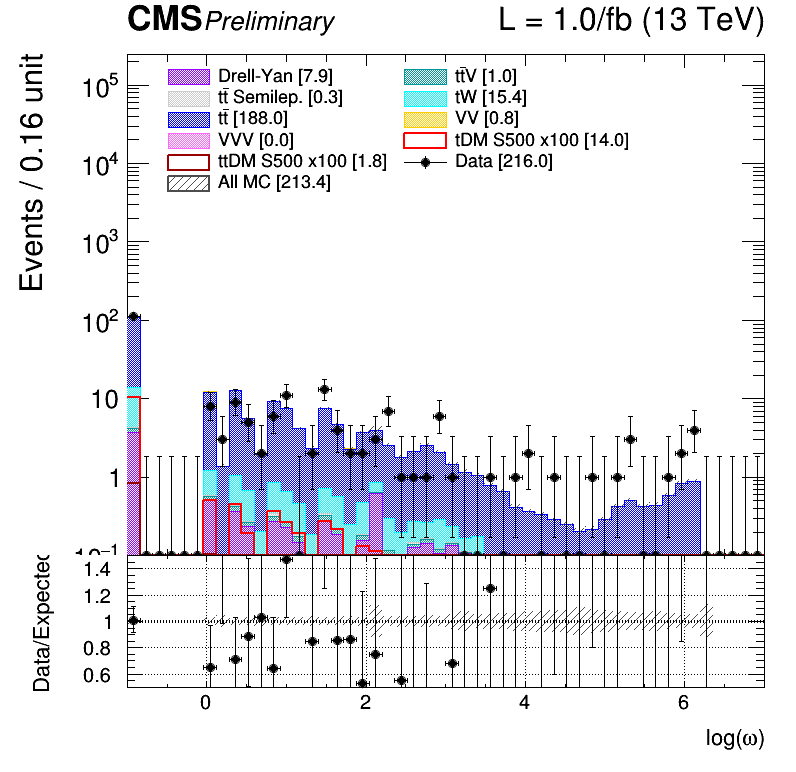 CMS Preliminary L = 1.0/fb (13 TeV)
Drell-Yan [7.9] tt̄V [1.0]
tt̄ Semilep. [0.3] tW [15.4]
tt̄ [188.0] VV [0.8]
VVV [0.0] tDM S500 x100 [14.0]
ttDM S500 x100 [1.8] Data [216.0]
All MC [213.4]
Events / 0.16 unit
10⁵
10⁴
10³
10²
10
1
10⁻¹
Data/Expected
1.4
1.2
1
0.8
0.6
0 2 4 6
log(ω)